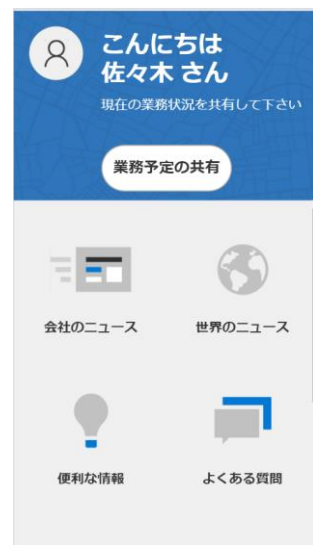 こんにちは
佐々木 さん
現在の業務状況を共有して下さい
業務予定の共有
会社のニュース
世界のニュース
便利な情報
よくある質問